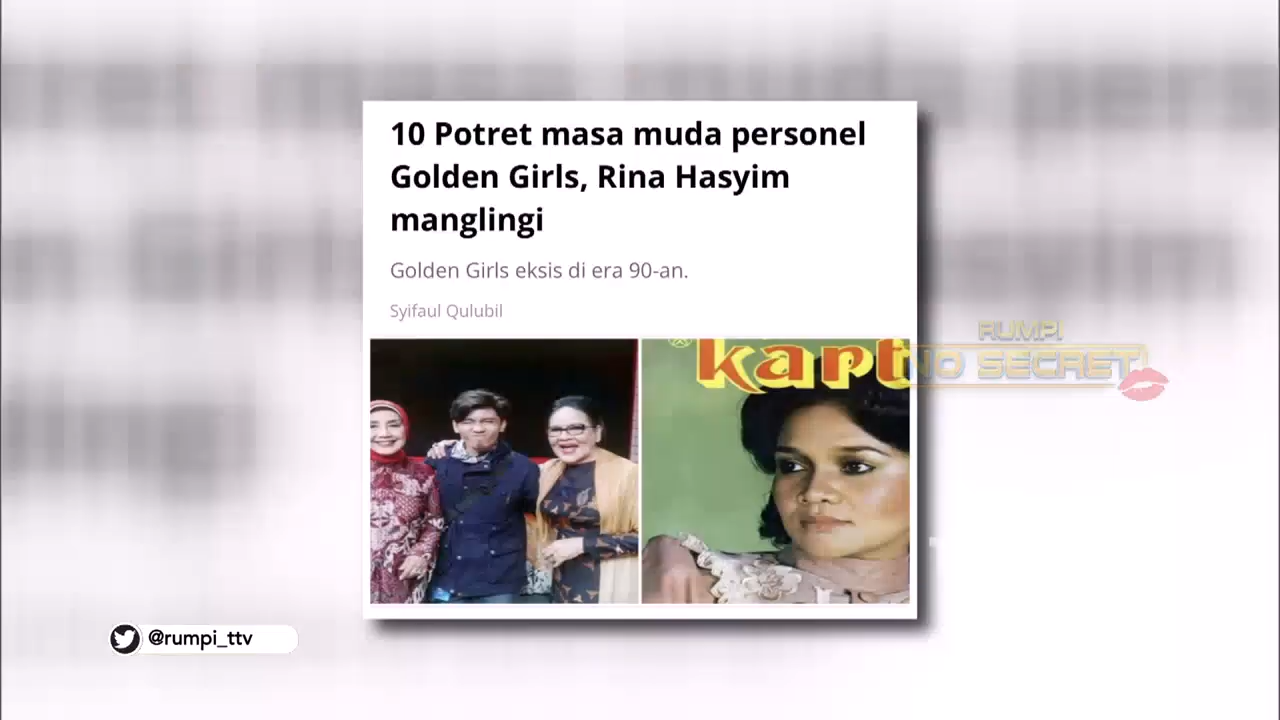 10 Potret masa muda personel
Golden Girls, Rina Hasyim
manglingi
Golden Girls eksis di era 90-an.
Syifaul Qulubil
kart
RUMPI
NO SECRET
@rumpi_ttv